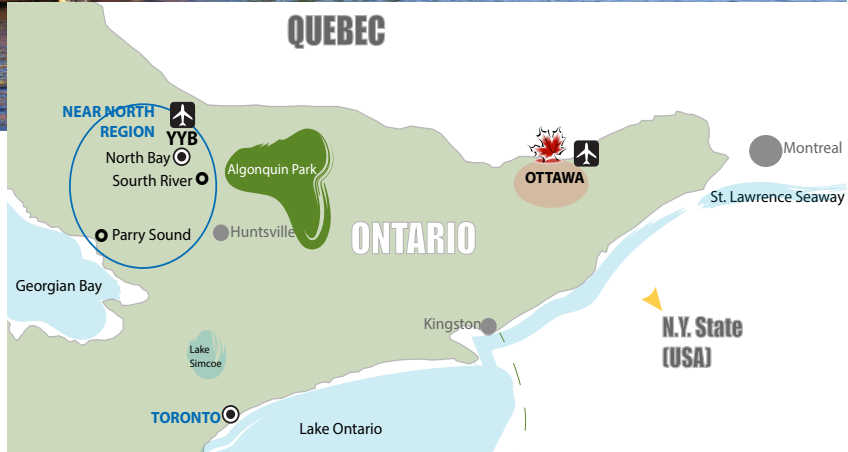 QUEBEC
NEAR NORTH
REGION
YYB
North Bay
Sourth River
Algonquin Park
OTTAWA
Montreal
St. Lawrence Seaway
Parry Sound
Huntsville
ONTARIO
Georgian Bay
Kingston
N.Y. State
(USA)
Lake
Simcoe
TORONTO
Lake Ontario